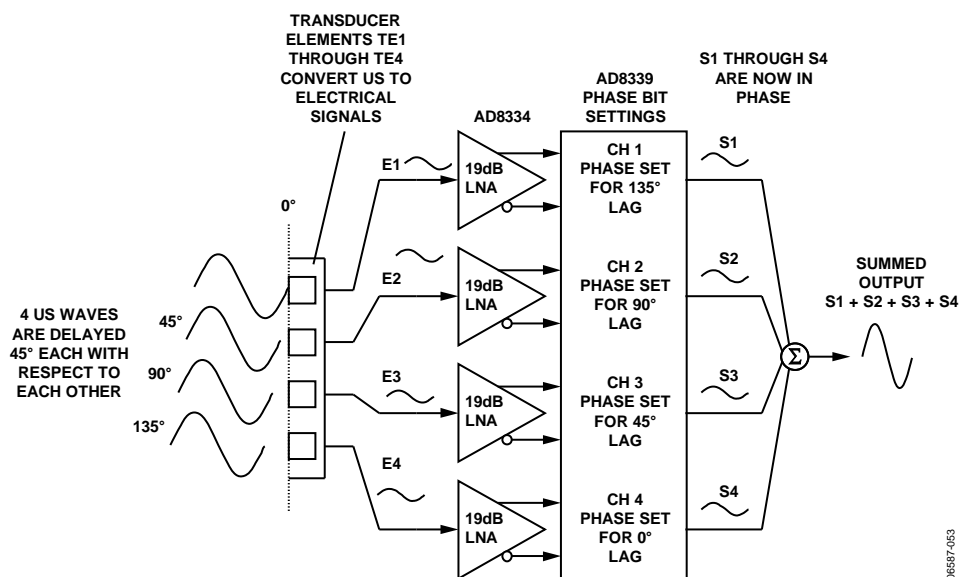 TRANSDUCER
ELEMENTS TE1
THROUGH TE4
CONVERT US TO
ELECTRICAL
SIGNALS
AD8334
AD8339
PHASE BIT
SETTINGS
S1 THROUGH S4
ARE NOW IN
PHASE
0°
4 US WAVES
ARE DELAYED
45° EACH WITH
RESPECT TO
EACH OTHER
45°
90°
135°
E1
19dB
LNA
CH 1
PHASE SET
FOR 135°
LAG
S1
E2
19dB
LNA
CH 2
PHASE SET
FOR 90°
LAG
S2
E3
19dB
LNA
CH 3
PHASE SET
FOR 45°
LAG
S3
E4
19dB
LNA
CH 4
PHASE SET
FOR 0°
LAG
S4
Σ
SUMMED
OUTPUT
S1 + S2 + S3 + S4
06587-053